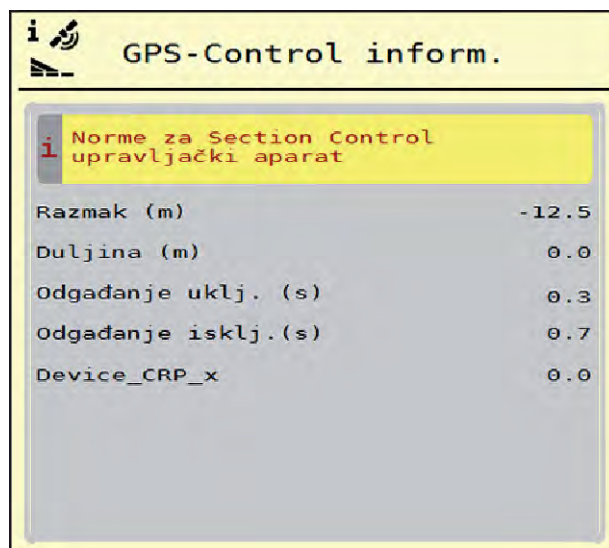 i
GPS-Control inform.
i Norme za Section Control
upravljački aparat
Razmak (m) -12.5
Duljina (m) 0.0
Odgađanje uklj. (s) 0.3
Odgađanje isklj.(s) 0.7
Device_CRP_x 0.0